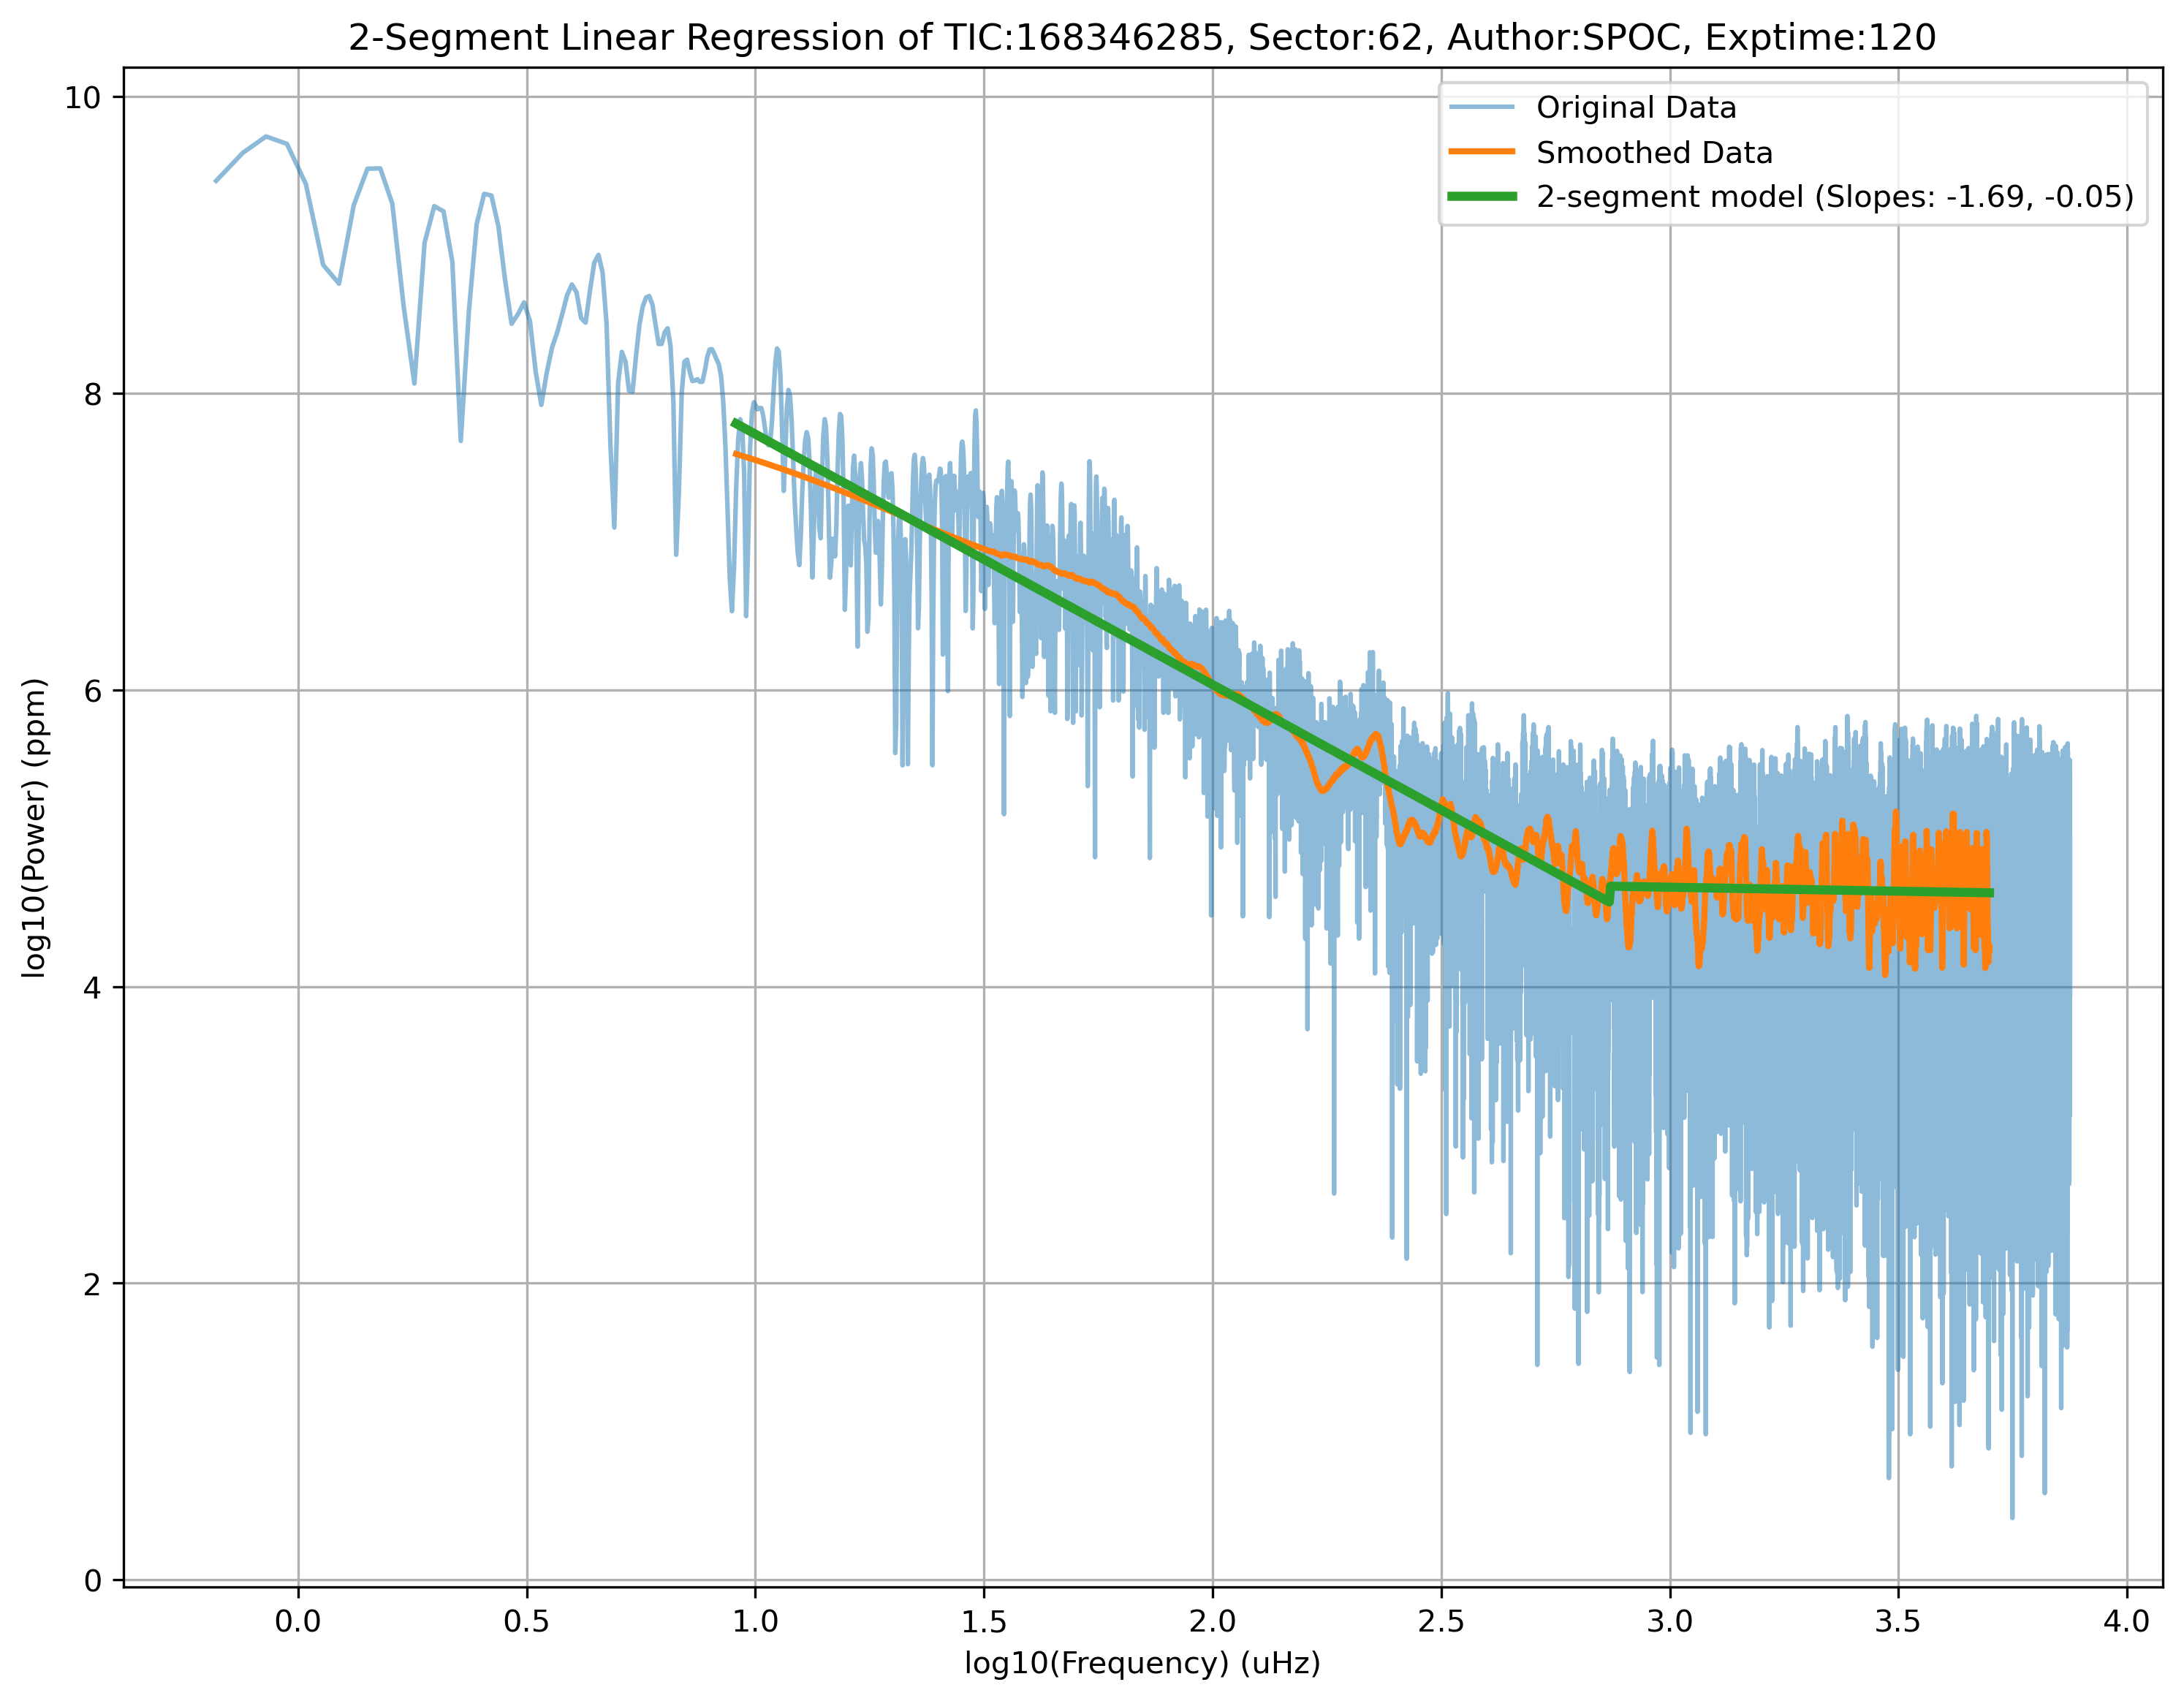 2-Segment Linear Regression of TIC:168346285, Sector:62, Author:SPOC, Exptime:120
Original Data
Smoothed Data
2-segment model (Slopes: -1.69, -0.05)
log10(Power) (ppm)
10
8
6
4
2
0
0.0 0.5 1.0 1.5 2.0 2.5 3.0 3.5 4.0
log10(Frequency) (uHz)